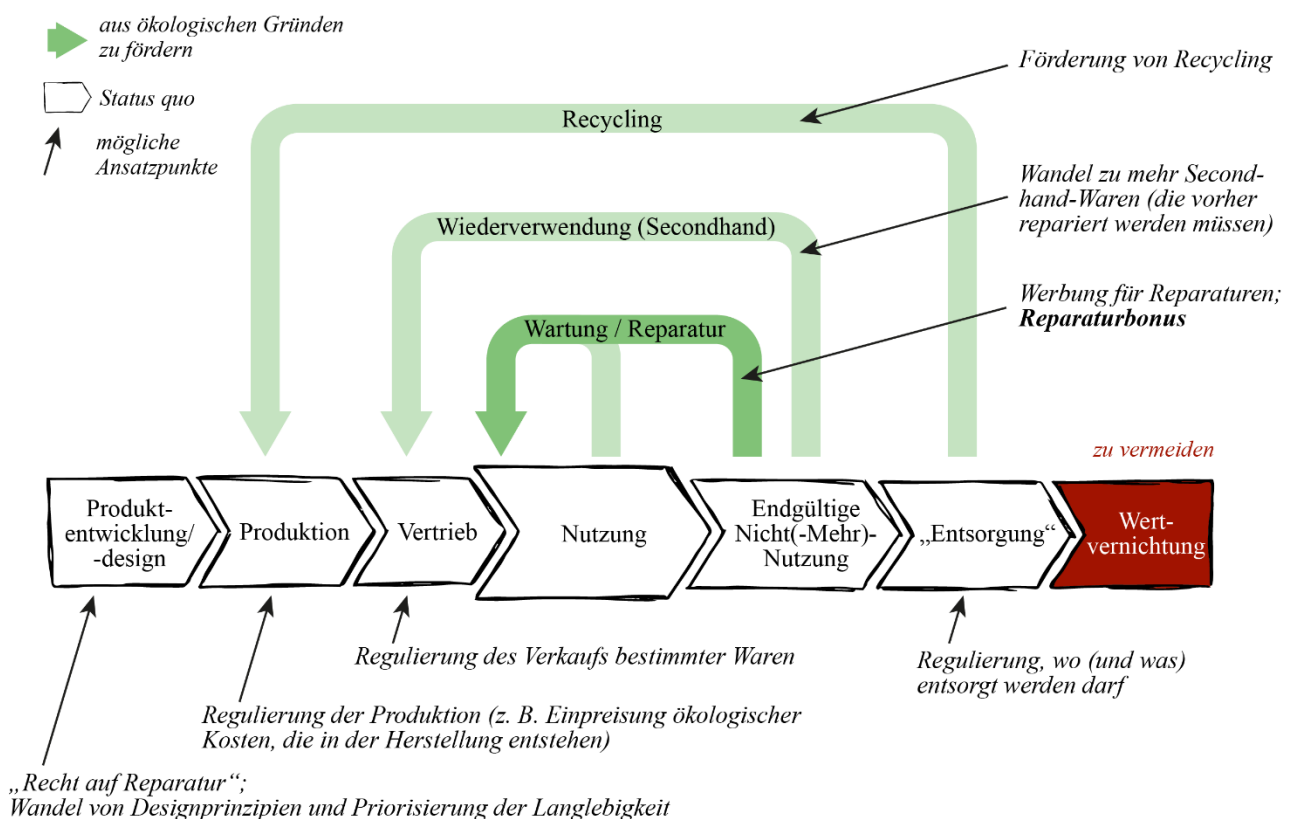 aus ökologischen Gründen
zu fördern
Status quo
mögliche
Ansatzpunkte
Förderung von Recycling
Recycling
Wandel zu mehr Second-
hand-Waren (die vorher
repariert werden müssen)
Wiederverwendung (Secondhand)
Werbung für Reparaturen;
Reparaturbonus
Wartung / Reparatur
zu vermeiden
Produkt-
entwicklung/
-design
Produktion
Vertrieb
Nutzung
Endgültige
Nicht(-Mehr)-
Nutzung
„Entsorgung“
Wert-
vernichtung
Regulierung des Verkaufs bestimmter Waren
Regulierung, wo (und was)
entsorgt werden darf
Regulierung der Produktion (z. B. Einpreisung ökologischer
Kosten, die in der Herstellung entstehen)
„Recht auf Reparatur“;
Wandel von Designprinzipien und Priorisierung der Langlebigkeit